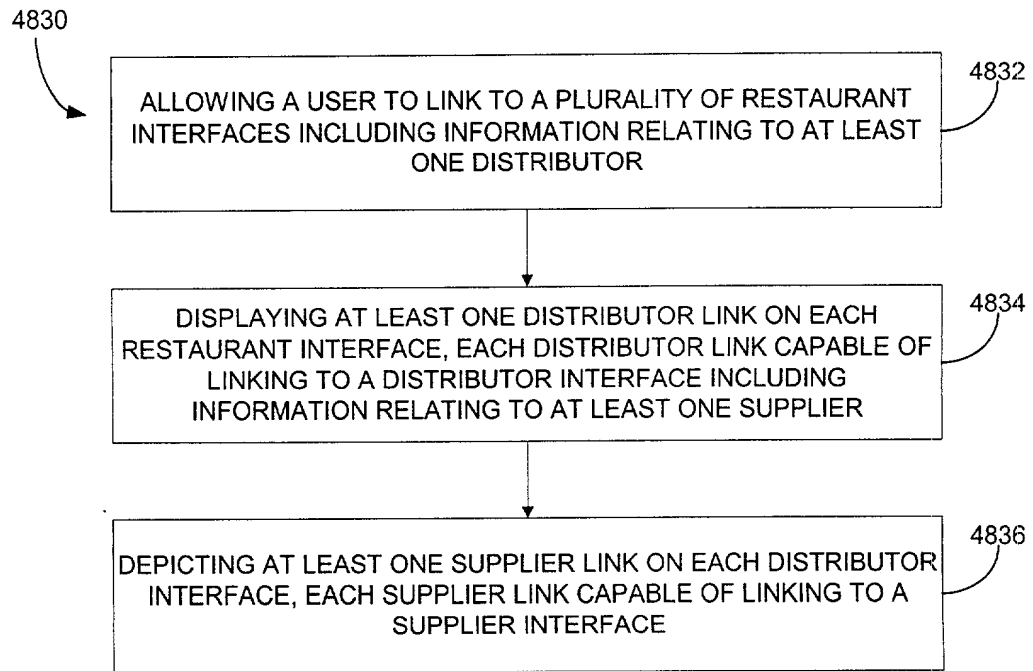 4830
4832
ALLOWING A USER TO LINK TO A PLURALITY OF RESTAURANT
INTERFACES INCLUDING INFORMATION RELATING TO AT LEAST
ONE DISTRIBUTOR
4834
DISPLAYING AT LEAST ONE DISTRIBUTOR LINK ON EACH
RESTAURANT INTERFACE, EACH DISTRIBUTOR LINK CAPABLE OF
LINKING TO A DISTRIBUTOR INTERFACE INCLUDING
INFORMATION RELATING TO AT LEAST ONE SUPPLIER
4836
DEPICTING AT LEAST ONE SUPPLIER LINK ON EACH DISTRIBUTOR
INTERFACE, EACH SUPPLIER LINK CAPABLE OF LINKING TO A
SUPPLIER INTERFACE